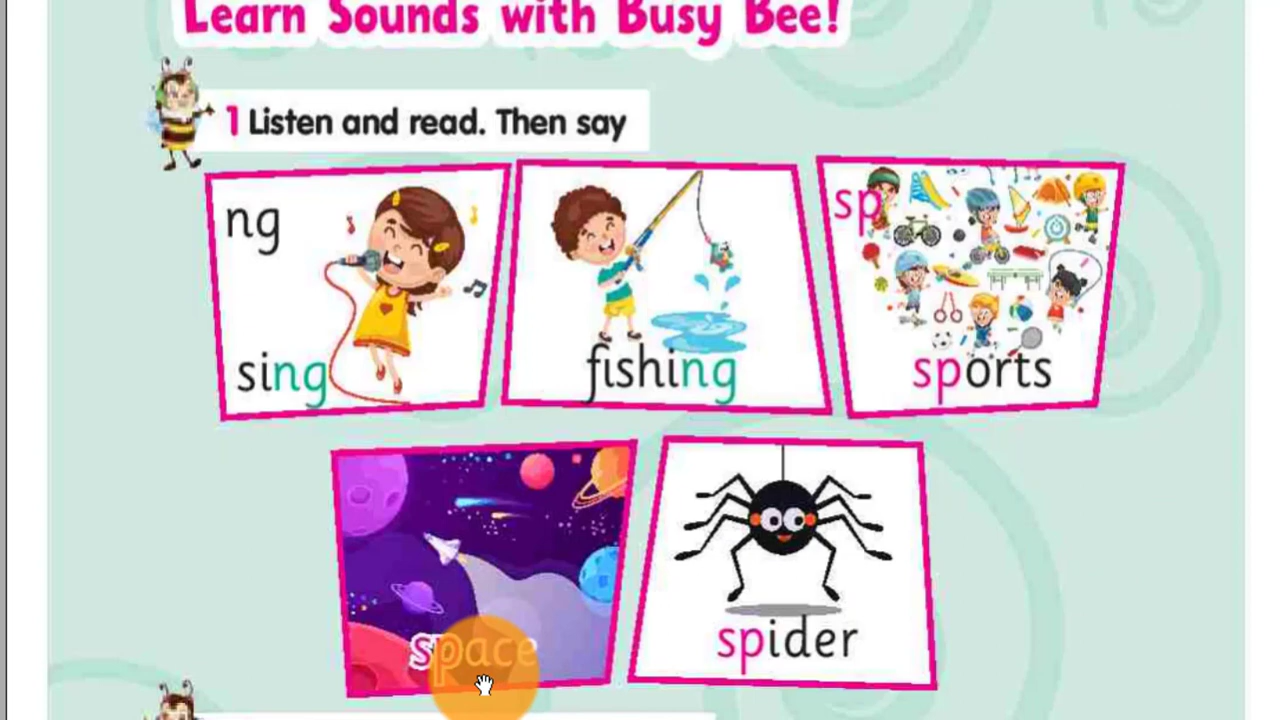 Learn Sounds with Busy Bee!
1 Listen and read. Then say
ng
sing
fishing
sp
sports
space
spider